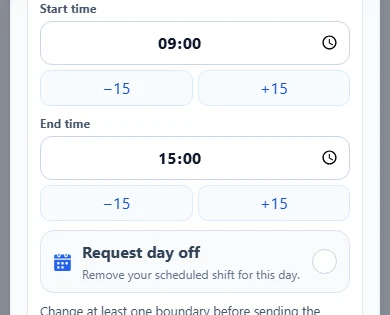 Start time
09:00
−15
+15
End time
15:00
−15
+15
Request day off
Remove your scheduled shift for this day.
Change at least one boundary before sending the